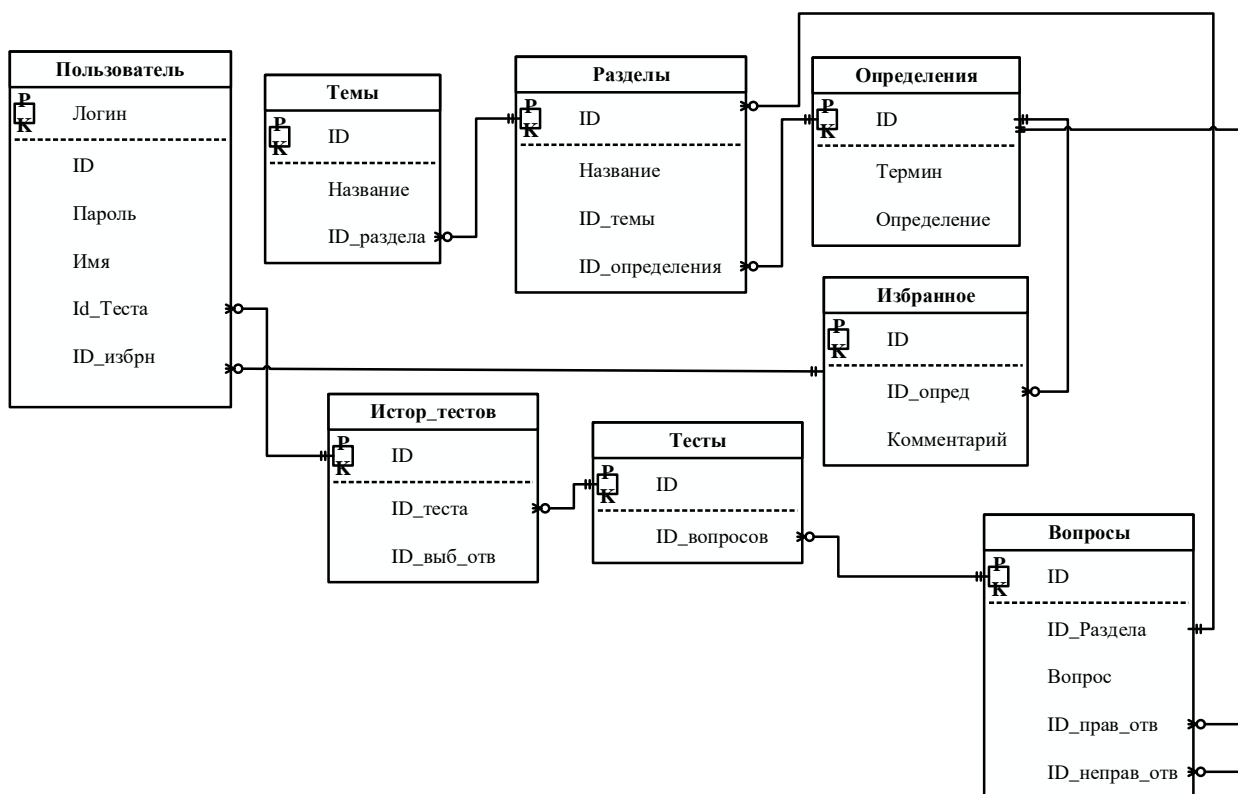 Пользователь
PK Логин
ID
Пароль
Имя
Id_Теста
ID_избрн
Темы
PK ID
Название
ID_раздела
Разделы
PK ID
Название
ID_темы
ID_определения
Определения
PK ID
Термин
Определение
Избранное
PK ID
ID_опред
Комментарий
Истор_тестов
PK ID
ID_теста
ID_выб_отв
Тесты
PK ID
ID_вопросов
Вопросы
PK ID
ID_Раздела
Вопрос
ID_прав_отв
ID_неправ_отв